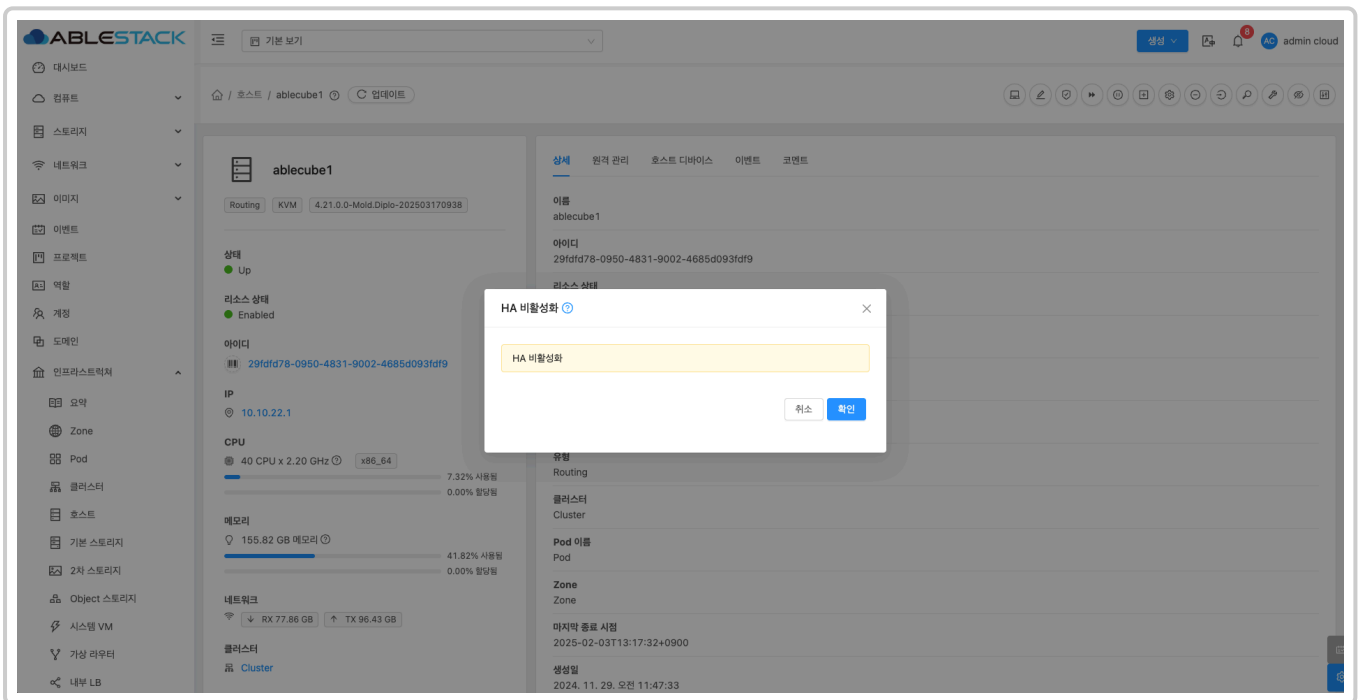 ABLESTACK
기본 보기
생성
8
AC
admin cloud
대시보드
컴퓨트
스토리지
네트워크
이미지
이벤트
프로젝트
역할
계정
도메인
인프라스트럭쳐
요약
Zone
Pod
클러스터
호스트
기본 스토리지
2차 스토리지
Object 스토리지
시스템 VM
가상 라우터
내부 LB
/ 호스트 / ablecube1
업데이트
ablecube1
Routing
KVM
4.21.0.0-Mold.Diplo-202503170938
상태
Up
리소스 상태
Enabled
아이디
29fdfd78-0950-4831-9002-4685d093fdf9
IP
10.10.22.1
CPU
40 CPU x 2.20 GHz
x86_64
7.32% 사용됨
0.00% 할당됨
메모리
155.82 GB 메모리
41.82% 사용됨
0.00% 할당됨
네트워크
RX 77.86 GB
TX 96.43 GB
클러스터
Cluster
상세
원격 관리
호스트 디바이스
이벤트
코멘트
이름
ablecube1
아이디
29fdfd78-0950-4831-9002-4685d093fdf9
리소스 상태
HA 비활성화
HA 비활성화
취소
확인
유형
Routing
클러스터
Cluster
Pod 이름
Pod
Zone
Zone
마지막 종료 시점
2025-02-03T13:17:32+0900
생성일
2024. 11. 29. 오전 11:47:33